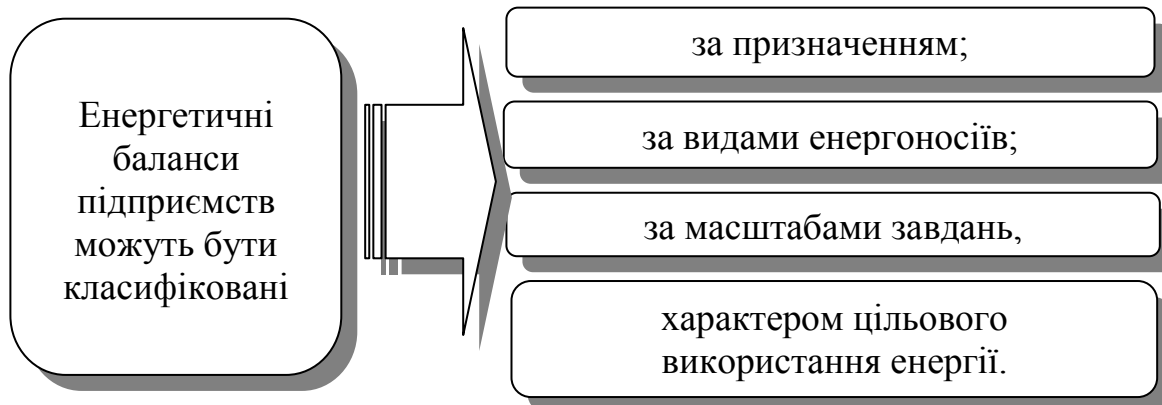 Енергетичні
баланси
підприємств
можуть бути
класифіковані
за призначенням;
за видами енергоносіїв;
за масштабами завдань,
характером цільового
використання енергії.